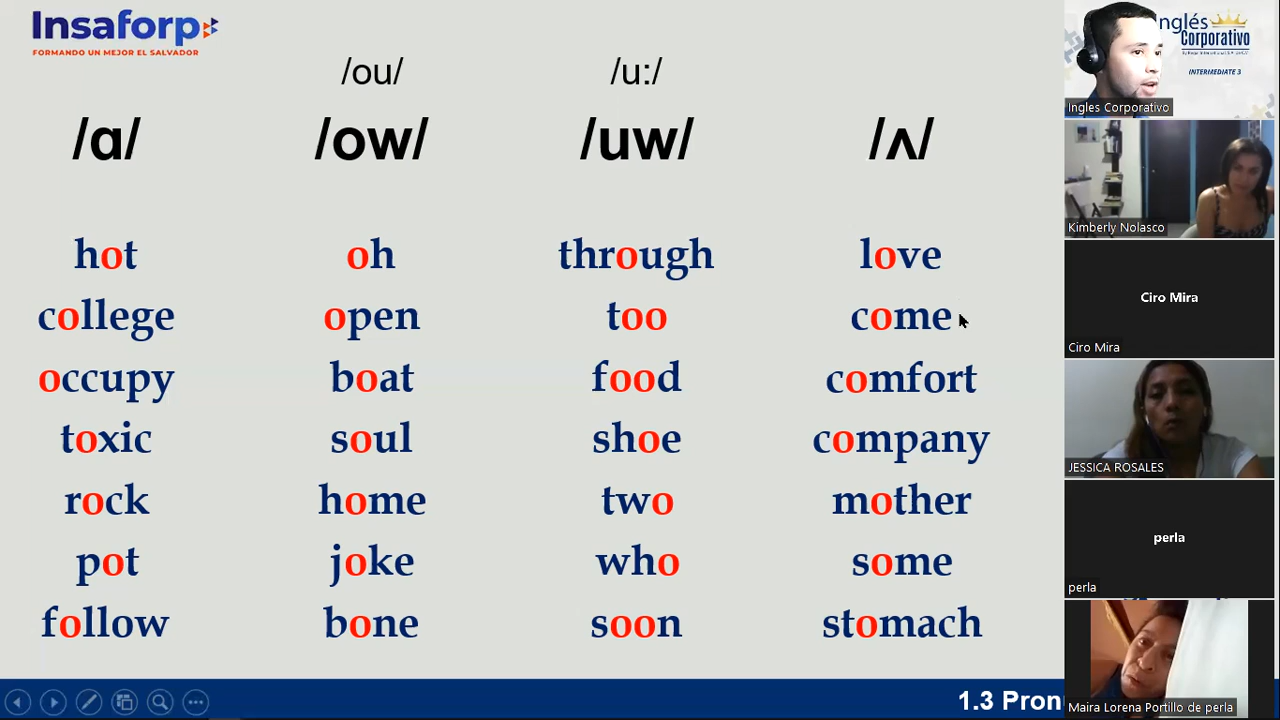 Insaforp
FORMANDO UN MEJOR EL SALVADOR
/ou/ /u:/
/ɑ/ /ow/ /uw/ /ʌ/
hot oh through love
college open too come
occupy boat food comfort
toxic soul shoe company
rock home two mother
pot joke who some
follow bone soon stomach
1.3 Pron
Inglés
Corporativo
INTERMEDIATE 3
Ingles Corporativo
Kimberly Nolasco
Ciro Mira
Ciro Mira
JESSICA ROSALES
perla
perla
Maira Lorena Portillo de perla